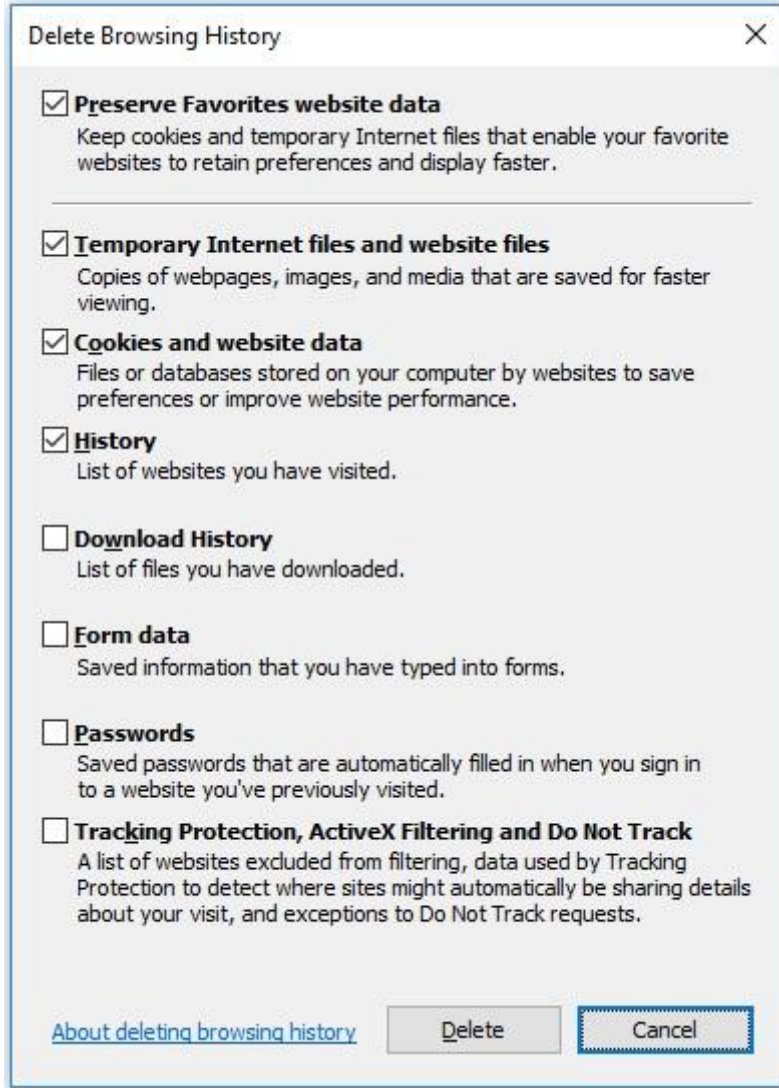 Delete Browsing History
Preserve Favorites website data
Keep cookies and temporary Internet files that enable your favorite
websites to retain preferences and display faster.
Temporary Internet files and website files
Copies of webpages, images, and media that are saved for faster
viewing.
Cookies and website data
Files or databases stored on your computer by websites to save
preferences or improve website performance.
History
List of websites you have visited.
Download History
List of files you have downloaded.
Form data
Saved information that you have typed into forms.
Passwords
Saved passwords that are automatically filled in when you sign in
to a website you've previously visited.
Tracking Protection, ActiveX Filtering and Do Not Track
A list of websites excluded from filtering, data used by Tracking
Protection to detect where sites might automatically be sharing details
about your visit, and exceptions to Do Not Track requests.
About deleting browsing history Delete Cancel